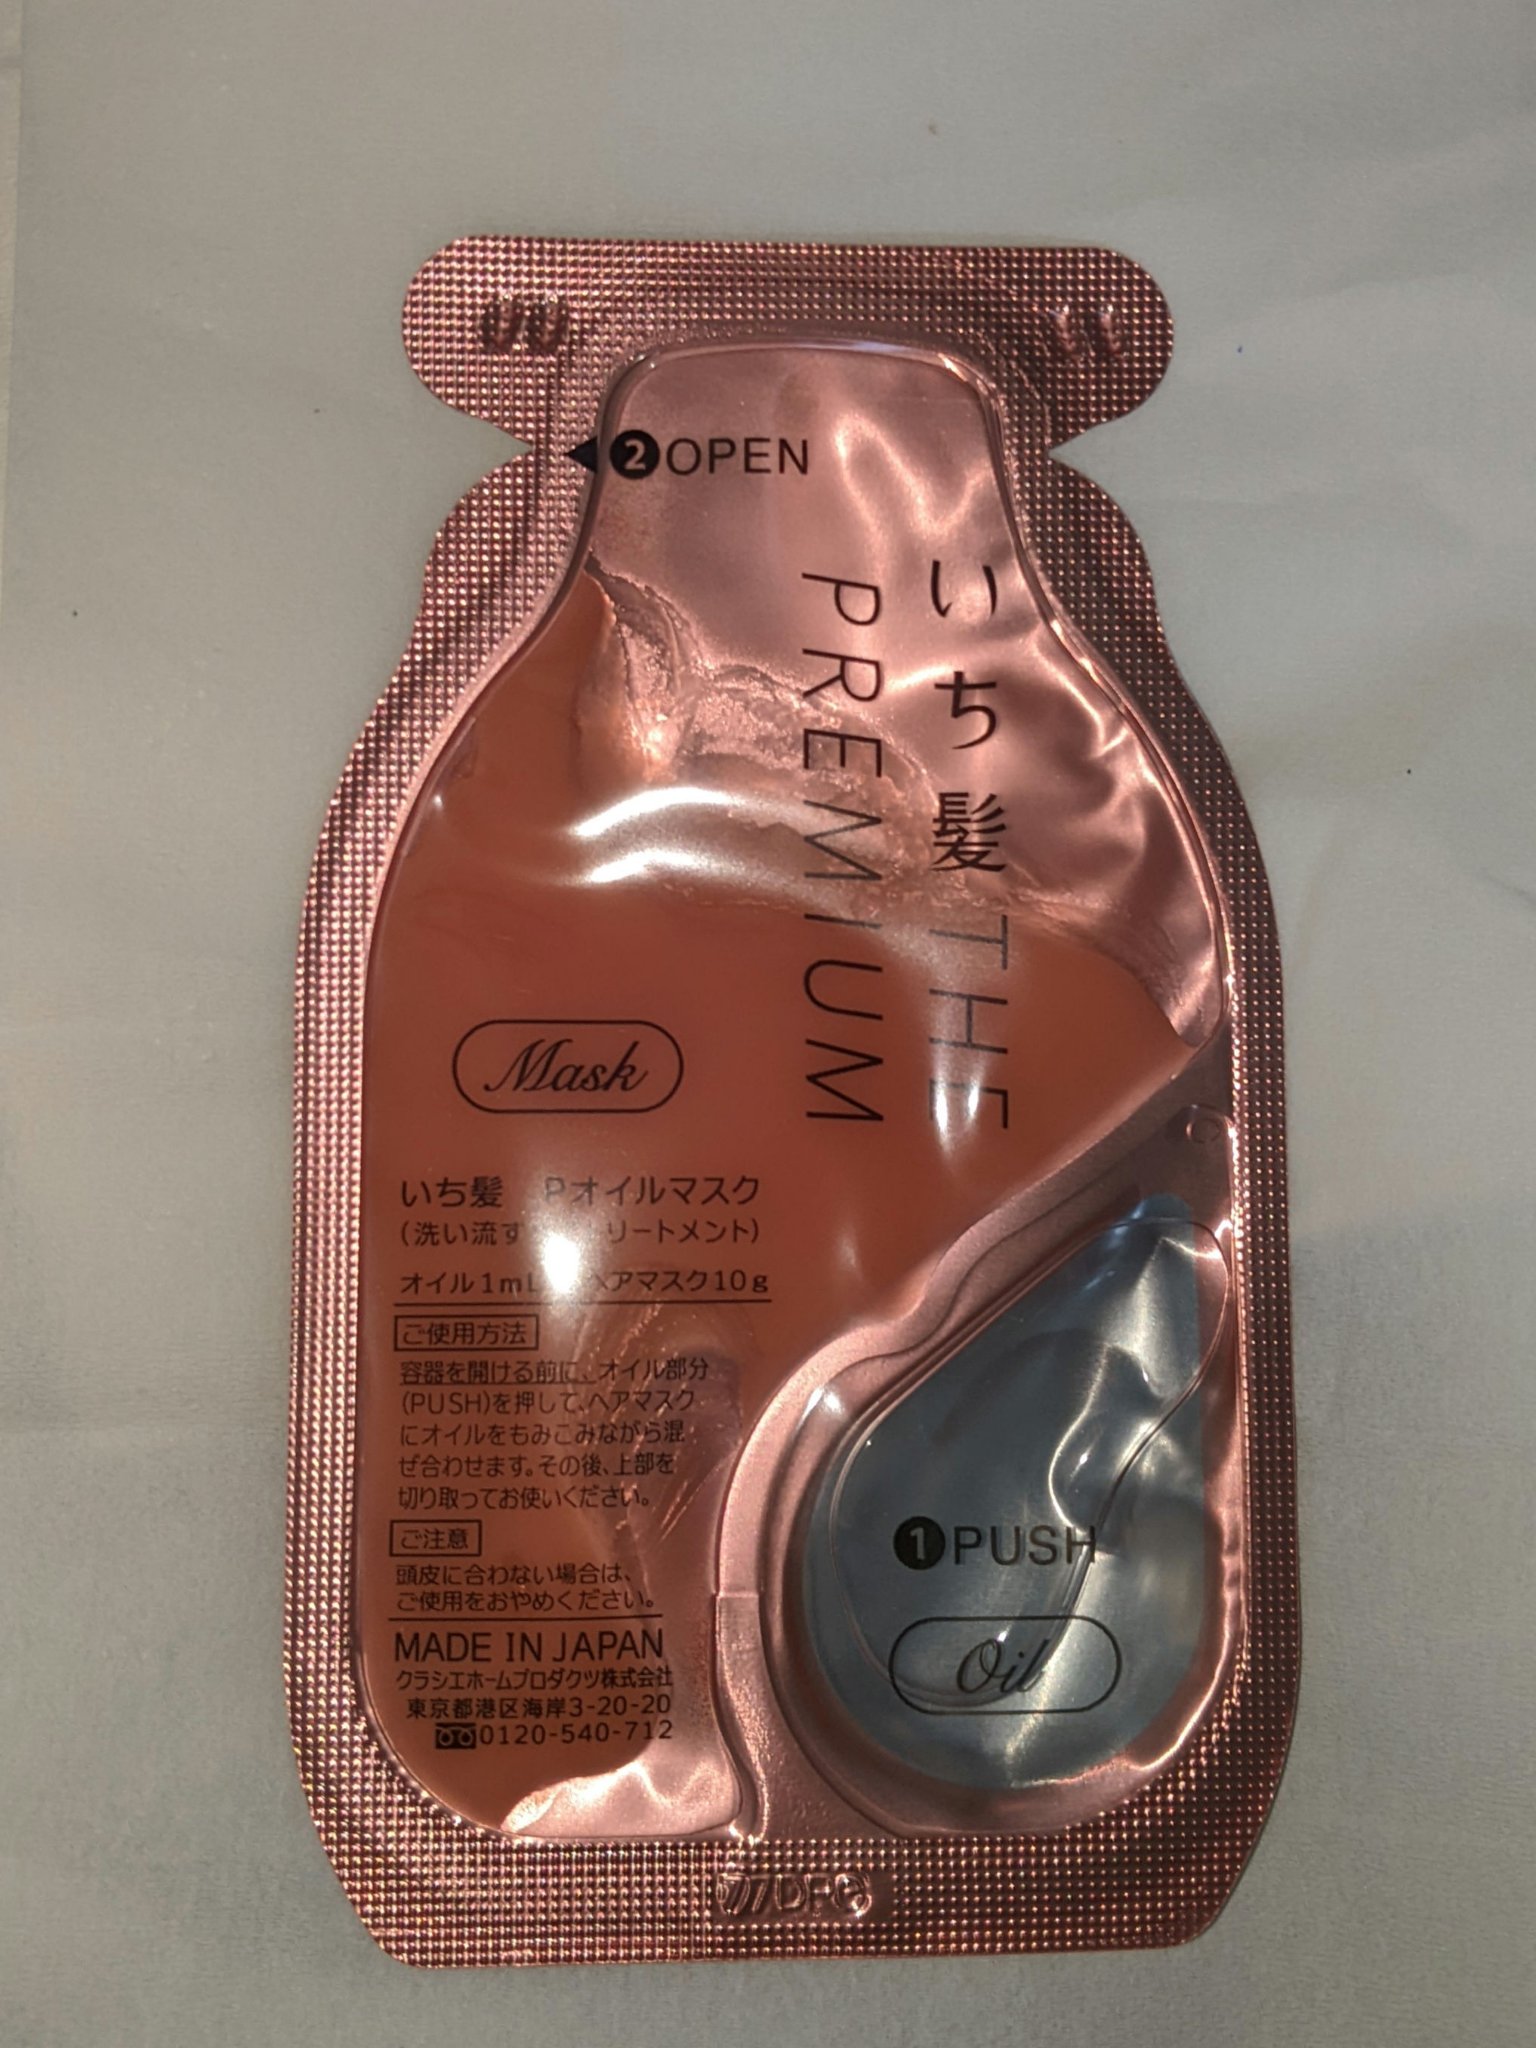 ②OPEN
いち髪 THE
PREMIUM
Mask
いち髪 Pオイルマスク
(洗い流す リートメント)
オイル1mL ヘアマスク10g
ご使用方法
容器を開ける前に、オイル部分
(PUSH)を押して、ヘアマスク
にオイルをもみこみながら混
ぜ合わせます。その後、上部を
切り取ってお使いください。
ご注意
頭皮に合わない場合は、
ご使用をおやめください。
MADE IN JAPAN
クラシエホームプロダクツ株式会社
東京都港区海岸3-20-20
0120-540-712
①PUSH
Oil